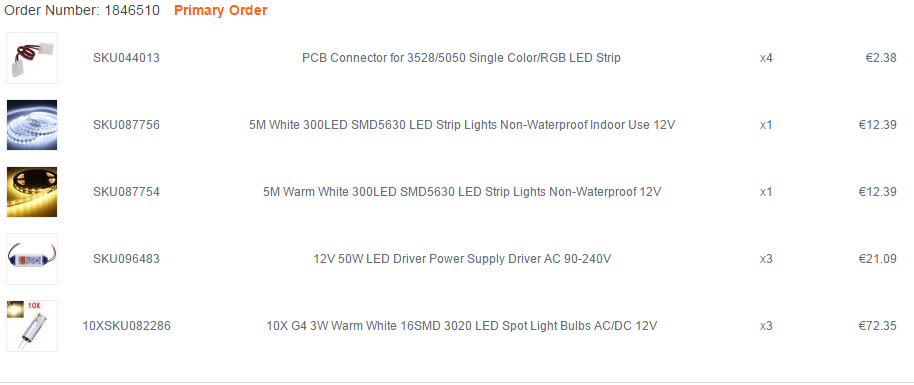 Order Number: 1846510 Primary Order
SKU044013 PCB Connector for 3528/5050 Single Color/RGB LED Strip x4 €2.38
SKU087756 5M White 300LED SMD5630 LED Strip Lights Non-Waterproof Indoor Use 12V x1 €12.39
SKU087754 5M Warm White 300LED SMD5630 LED Strip Lights Non-Waterproof 12V x1 €12.39
SKU096483 12V 50W LED Driver Power Supply Driver AC 90-240V x3 €21.09
10X
10XSKU082286 10X G4 3W Warm White 16SMD 3020 LED Spot Light Bulbs AC/DC 12V x3 €72.35